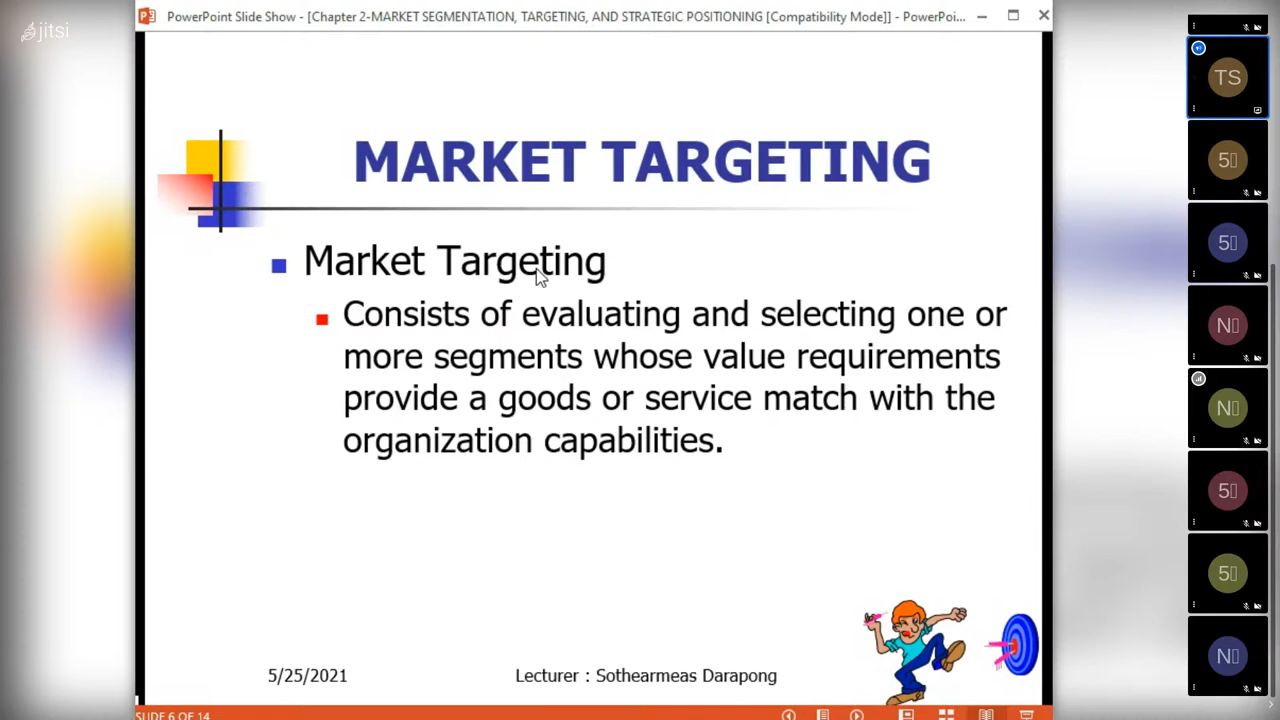 jitsi
PowerPoint Slide Show - [Chapter 2-MARKET SEGMENTATION, TARGETING, AND STRATEGIC POSITIONING [Compatibility Mode]] - PowerPoi...
MARKET TARGETING
Market Targeting
Consists of evaluating and selecting one or
more segments whose value requirements
provide a goods or service match with the
organization capabilities.
5/25/2021
Lecturer : Sothearmeas Darapong
SLIDE 6 OF 14
TS
5
5
N
N
5
5
N